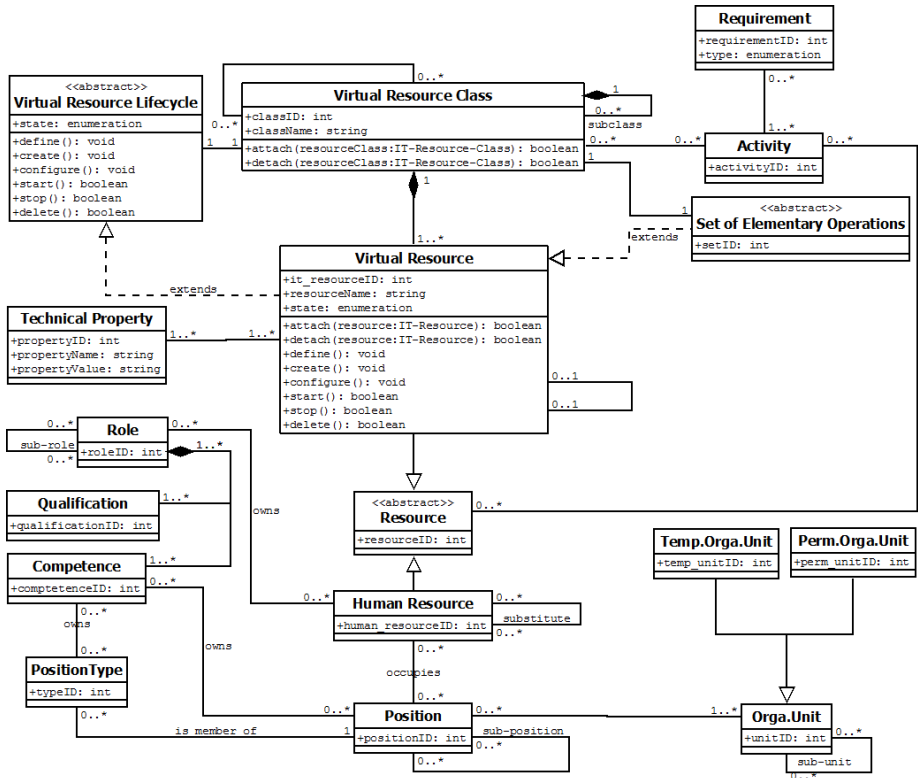 Requirement
+requirementID: int
+type: enumeration
0..*
1..*
<<abstract>>
Virtual Resource Lifecycle
+state: enumeration
+define(): void
+create(): void
+configure(): void
+start(): boolean
+stop(): boolean
+delete(): boolean
0..*
0..*
1
1
Virtual Resource Class
+classID: int
+className: string
+attach(resourceClass:IT-Resource-Class): boolean
+detach(resourceClass:IT-Resource-Class): boolean
1
0..*
subclass
0..*
0..*
1
1
Activity
+activityID: int
0..*
<<abstract>>
Set of Elementary Operations
+setID: int
1
1..*
extends
extends
Virtual Resource
+it_resourceID: int
+resourceName: string
+state: enumeration
+attach(resource:IT-Resource): boolean
+detach(resource:IT-Resource): boolean
+define(): void
+create(): void
+configure(): void
+start(): boolean
+stop(): boolean
+delete(): boolean
0..1
0..1
Technical Property
+propertyID: int
+propertyName: string
+propertyValue: string
1..*
1..*
0..*
Role
0..*
sub-role
+roleID: int
1..*
0..*
Qualification
+qualificationID: int
1..*
owns
<<abstract>>
Resource
+resourceID: int
0..*
Temp.Orga.Unit
+temp_unitID: int
Perm.Orga.Unit
+perm_unitID: int
Competence
+comptetenceID: int
1..*
0..*
0..*
owns
0..*
Human Resource
+human_resourceID: int
0..*
0..*
substitute
0..*
0..*
occupies
0..*
owns
PositionType
+typeID: int
0..*
is member of
1
0..*
Position
+positionID: int
0..*
sub-position
0..*
0..*
1..*
Orga.Unit
+unitID: int
0..*
sub-unit
0..*